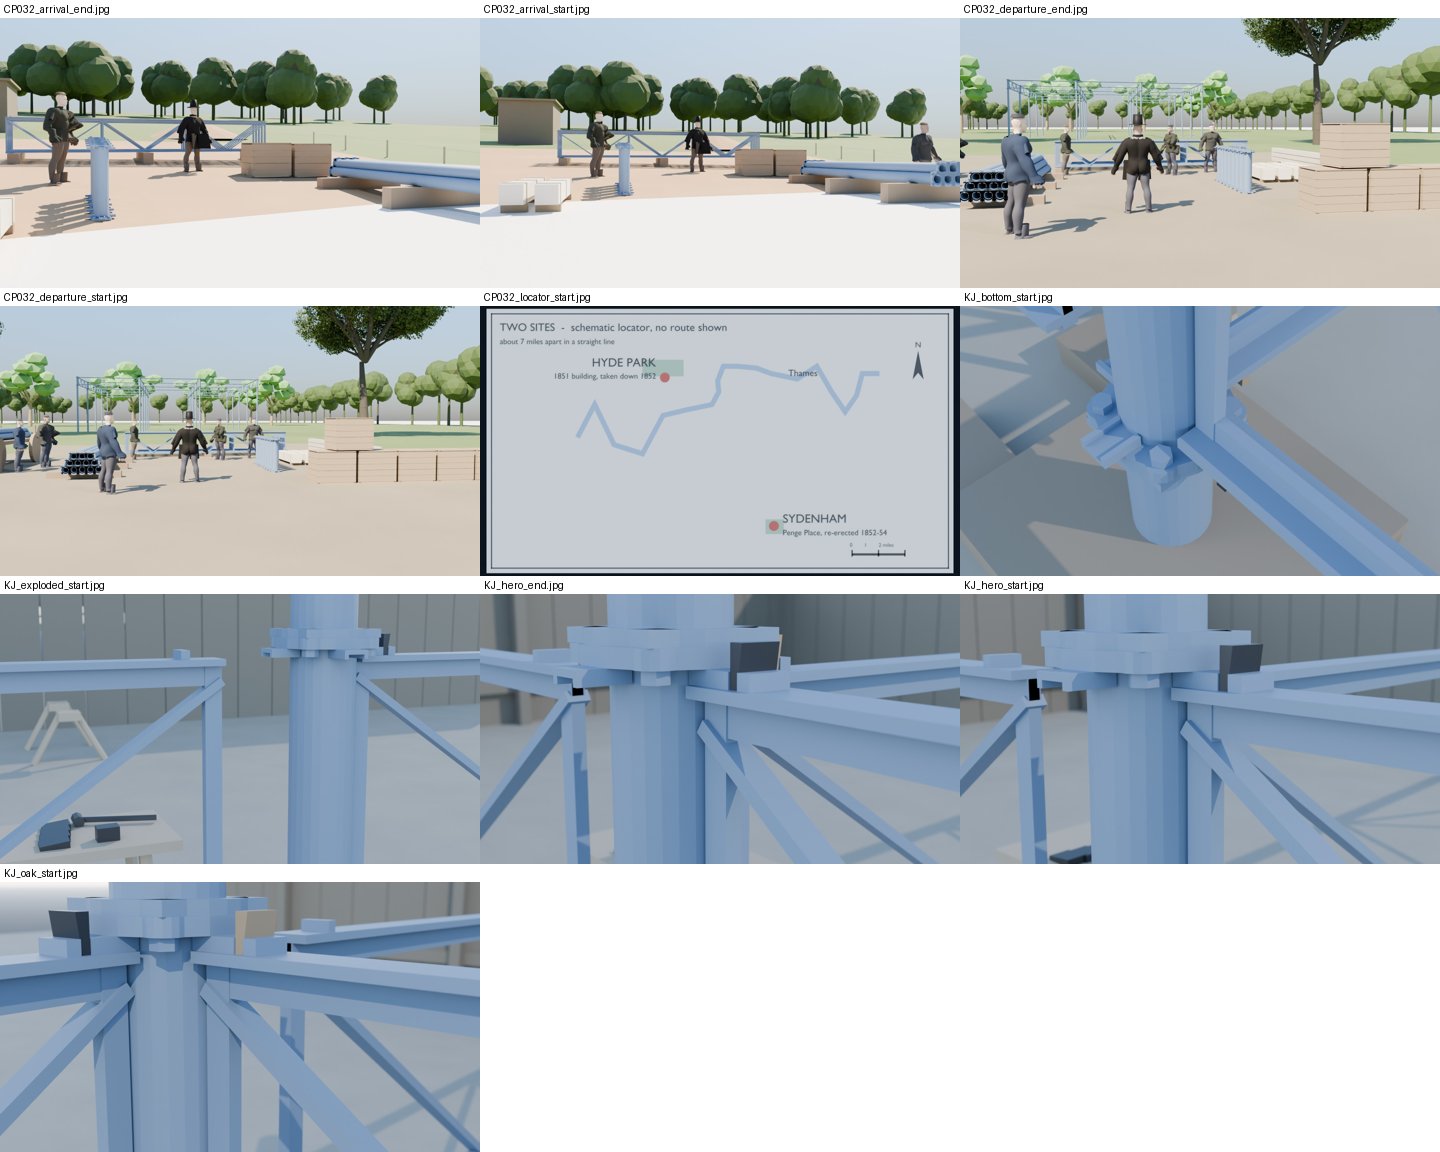 CP032_arrival_end.jpg
CP032_arrival_start.jpg
CP032_departure_end.jpg
CP032_departure_start.jpg
CP032_locator_start.jpg
KJ_bottom_start.jpg
TWO SITES - schematic locator, no route shown
about 7 miles apart in a straight line
N
HYDE PARK
1851 building, taken down 1852
Thames
SYDENHAM
Penge Place, re-erected 1852-54
0 1 2 miles
KJ_exploded_start.jpg
KJ_hero_end.jpg
KJ_hero_start.jpg
KJ_oak_start.jpg